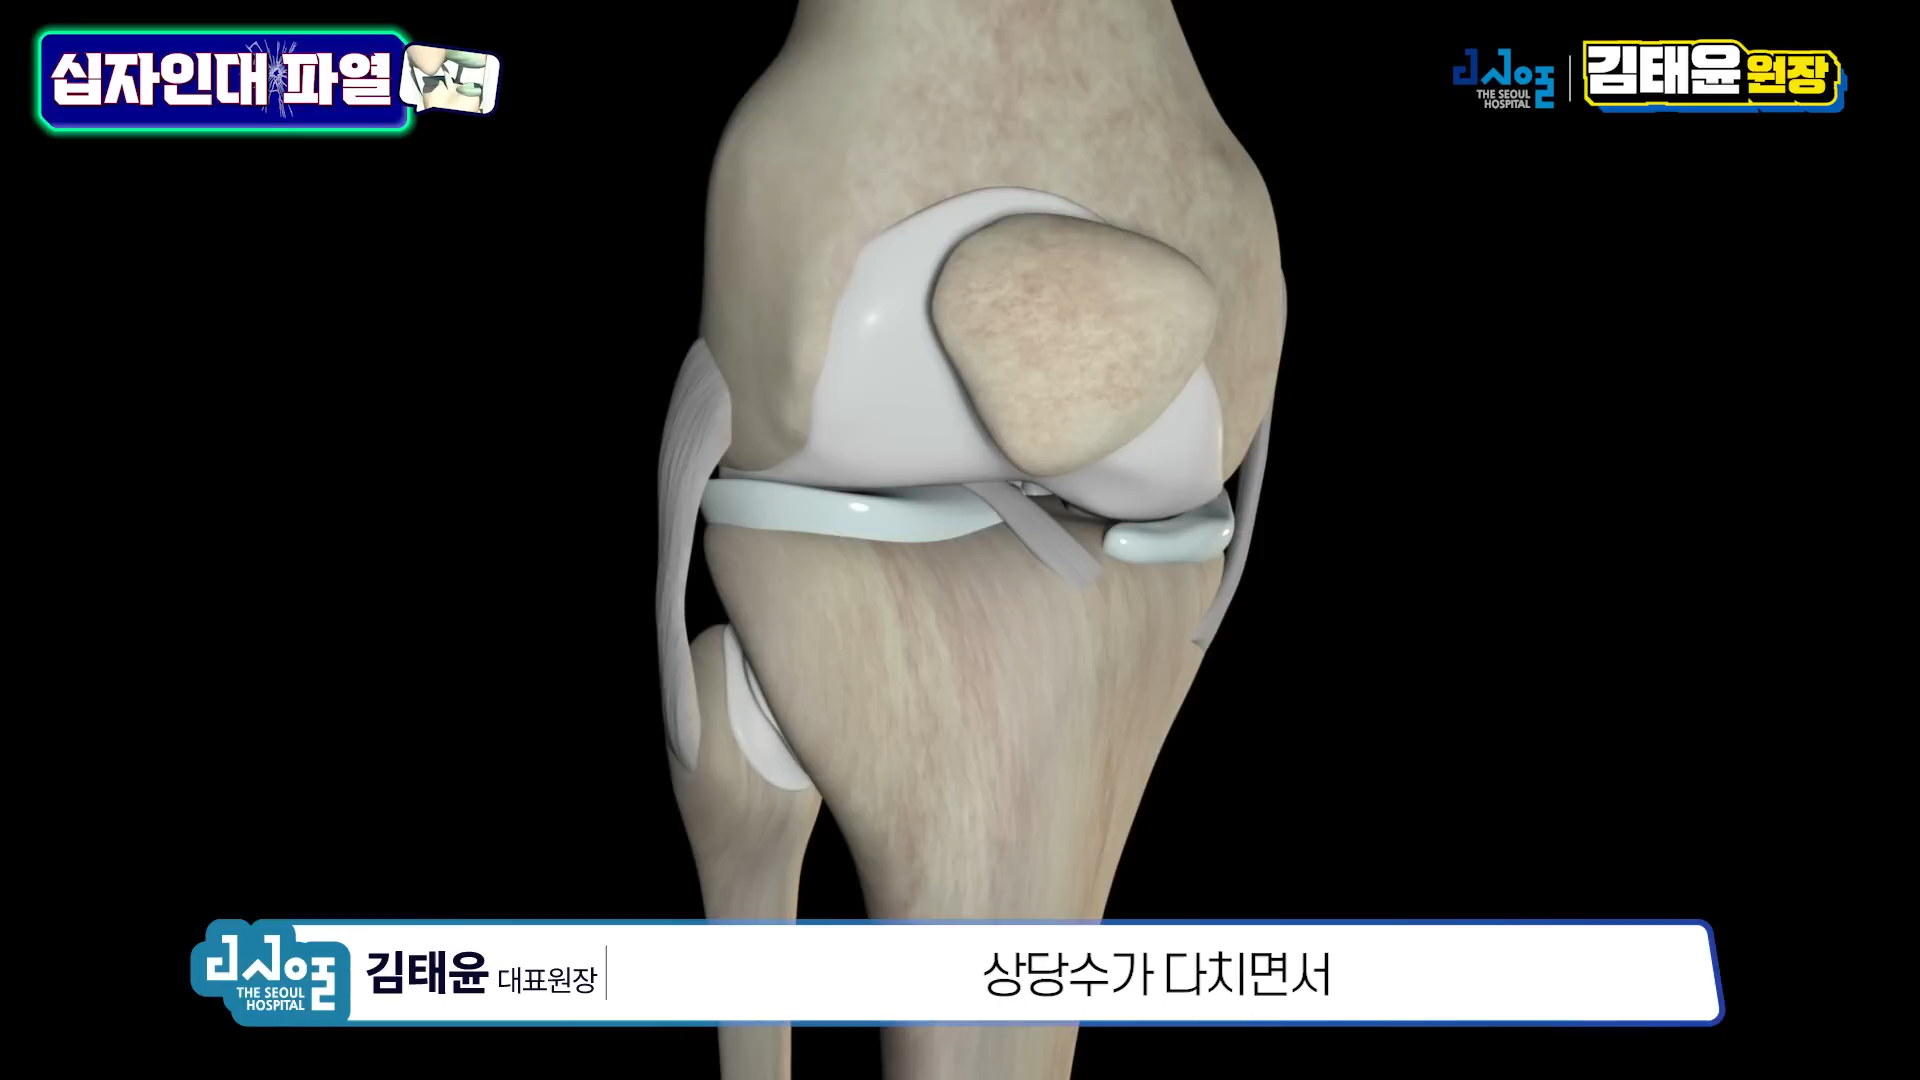 십자인대 파열
더서울
THE SEOUL
HOSPITAL
김태윤 원장
더서울
THE SEOUL
HOSPITAL
김태윤 대표원장
상당수가 다치면서